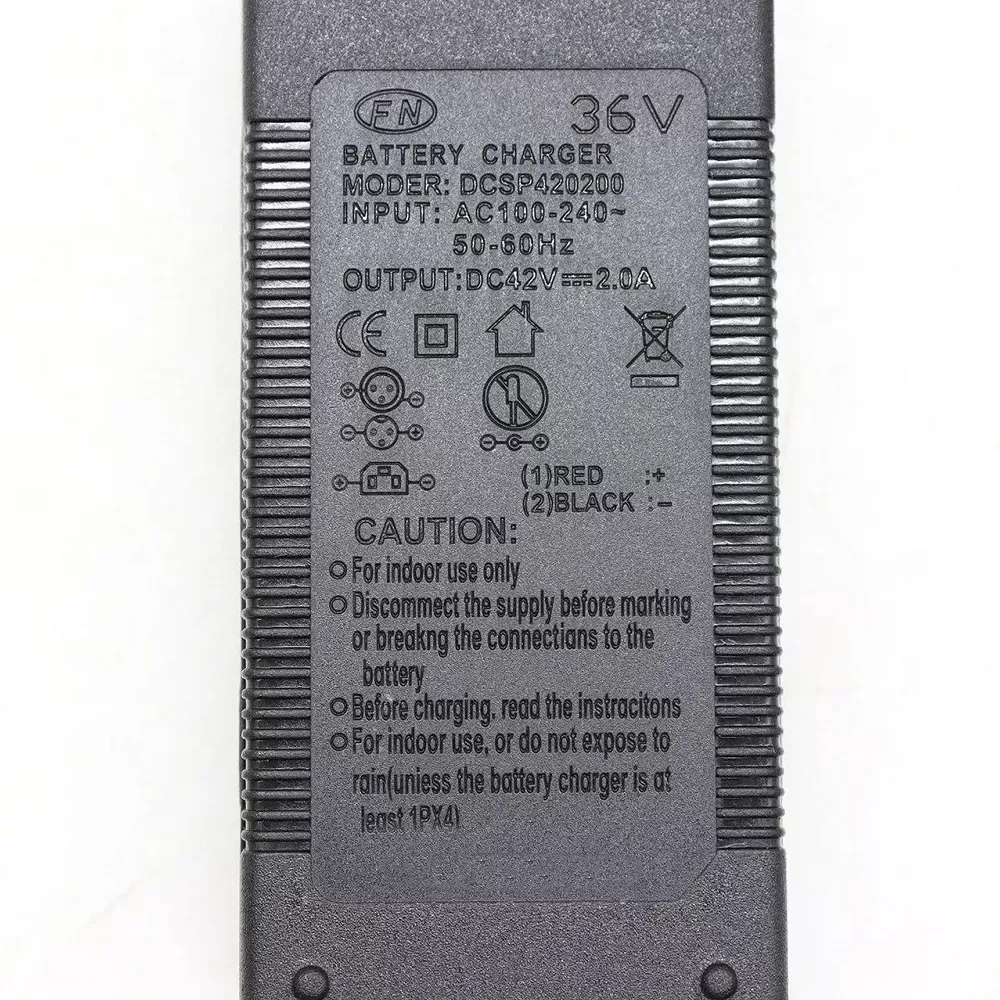 FN 36V
BATTERY CHARGER
MODER: DCSP420200
INPUT: AC100-240~
50-60Hz
OUTPUT:DC42V⎓2.0A
CE
(1)RED :+
(2)BLACK :-
CAUTION:
For indoor use only
Discommect the supply before marking
or breakng the connections to the
battery
Before charging, read the instracitons
For indoor use, or do not expose to
rain(uniess the battery charger is at
least 1PX4)